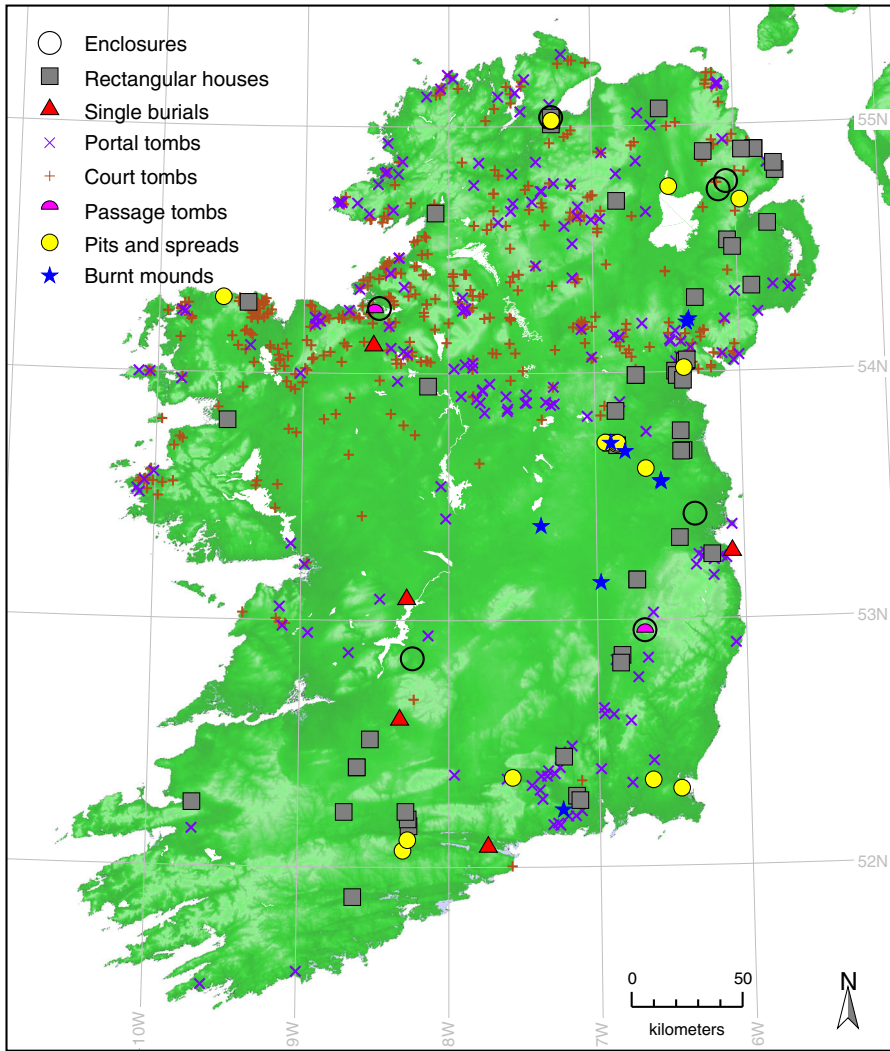 Enclosures
Rectangular houses
Single burials
Portal tombs
Court tombs
Passage tombs
Pits and spreads
Burnt mounds
55N
54N
53N
52N
10W
9W
8W
7W
6W
0 50
kilometers
N